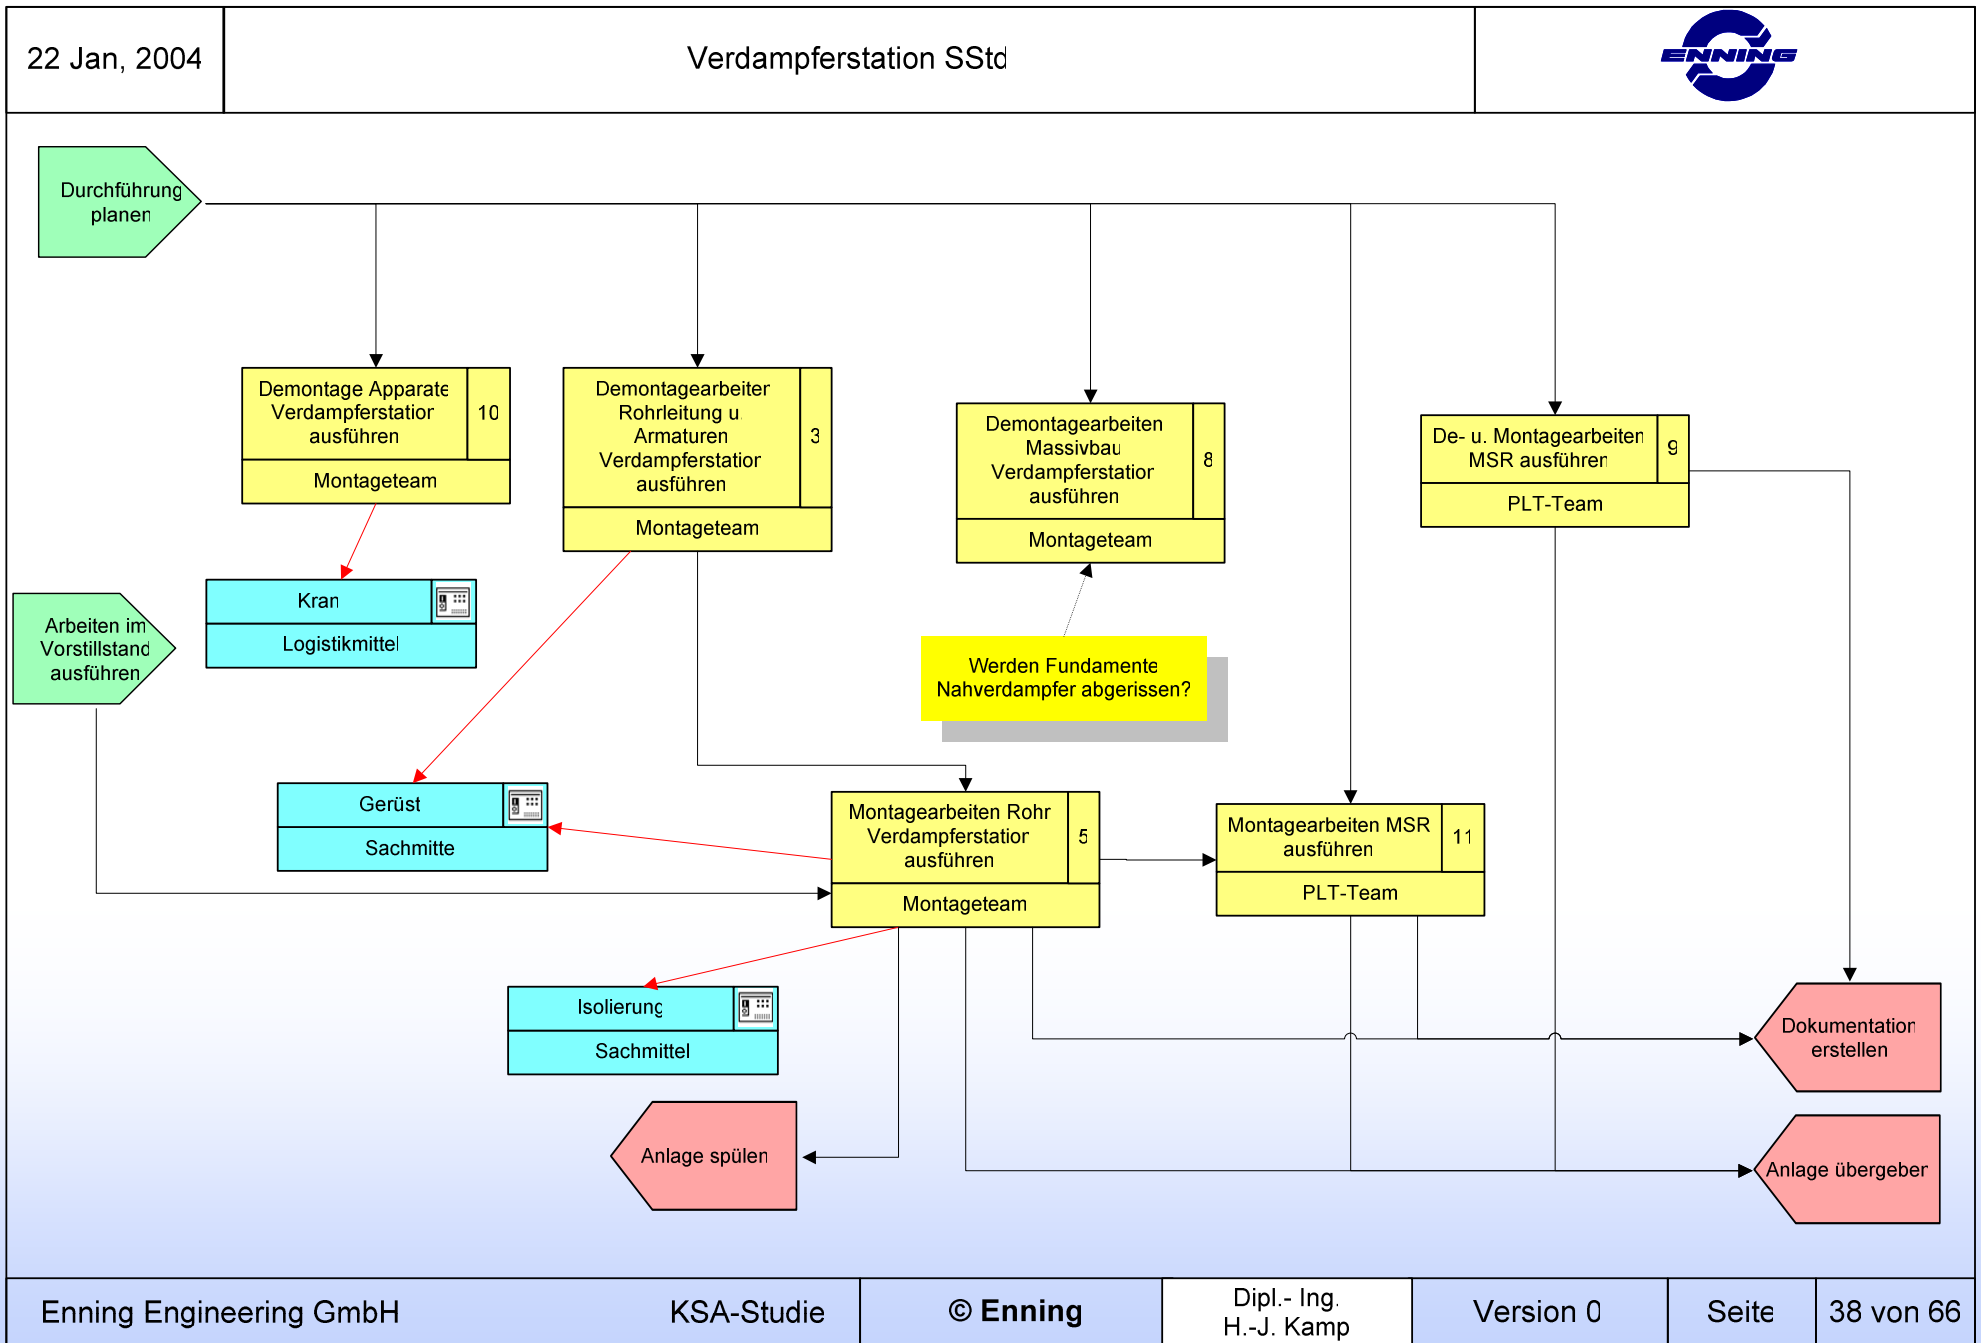 22 Jan, 2004
Verdampferstation SStd
ENNING
Durchführung
planen
Demontage Apparate
Verdampferstation
ausführen
10
Montageteam
Demontagearbeiten
Rohrleitung u.
Armaturen
Verdampferstation
ausführen
3
Montageteam
Demontagearbeiten
Massivbau
Verdampferstation
ausführen
8
Montageteam
De- u. Montagearbeiten
MSR ausführen
9
PLT-Team
Kran
Logistikmittel
Arbeiten im
Vorstillstand
ausführen
Werden Fundamente
Nahverdampfer abgerissen?
Gerüst
Sachmitte
Montagearbeiten Rohr
Verdampferstation
ausführen
5
Montageteam
Montagearbeiten MSR
ausführen
11
PLT-Team
Isolierung
Sachmittel
Dokumentation
erstellen
Anlage spülen
Anlage übergeben
Enning Engineering GmbH
KSA-Studie
© Enning
Dipl.- Ing.
H.-J. Kamp
Version 0
Seite
38 von 66